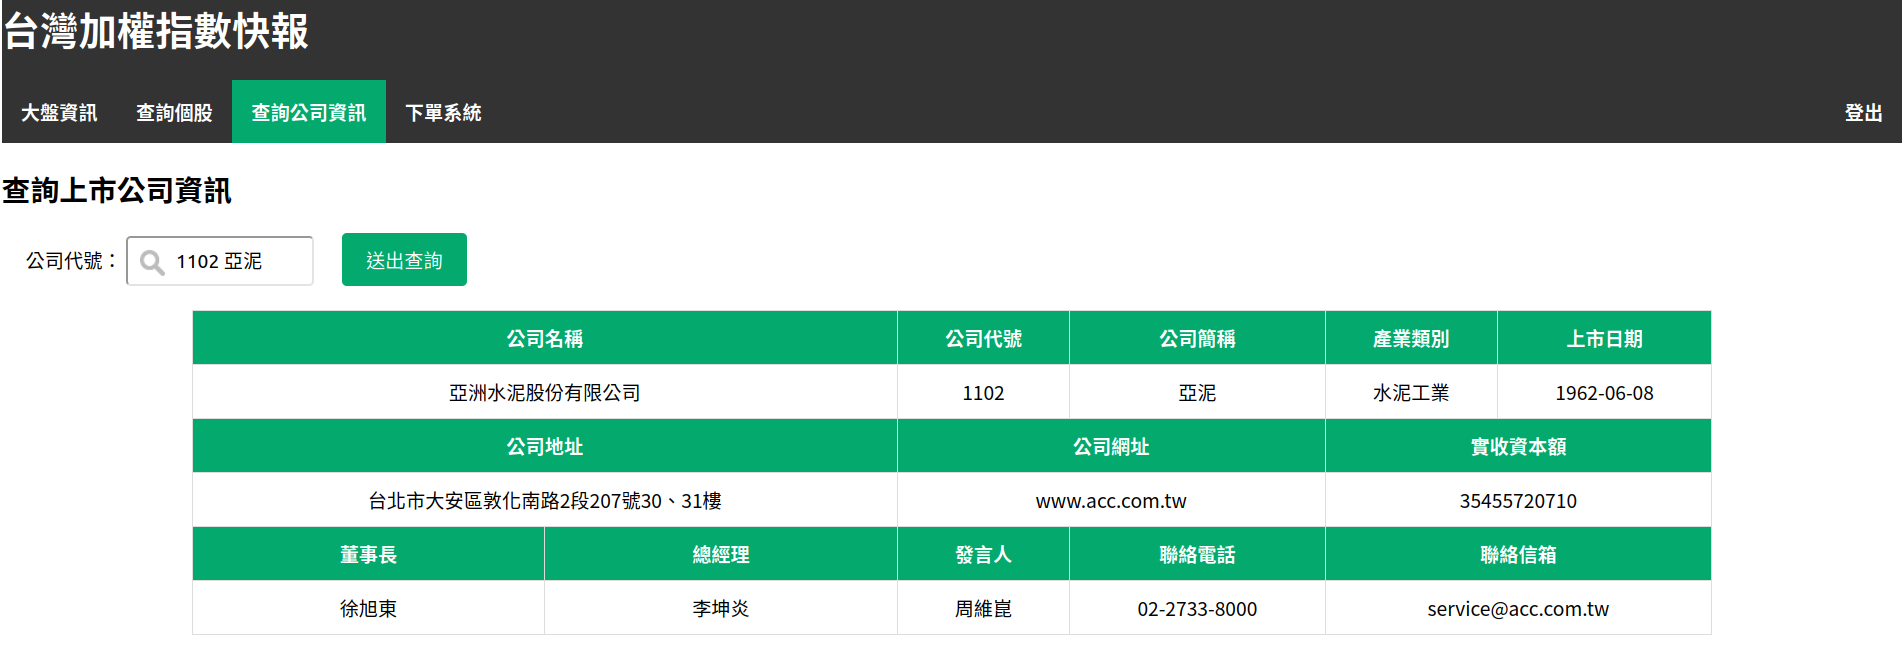 台灣加權指數快報
大盤資訊 查詢個股 查詢公司資訊 下單系統 登出
查詢上市公司資訊
公司代號： 1102 亞泥 送出查詢
公司名稱 公司代號 公司簡稱 產業類別 上市日期
亞洲水泥股份有限公司 1102 亞泥 水泥工業 1962-06-08
公司地址 公司網址 實收資本額
台北市大安區敦化南路2段207號30、31樓 www.acc.com.tw 35455720710
董事長 總經理 發言人 聯絡電話 聯絡信箱
徐旭東 李坤炎 周維崑 02-2733-8000 service@acc.com.tw